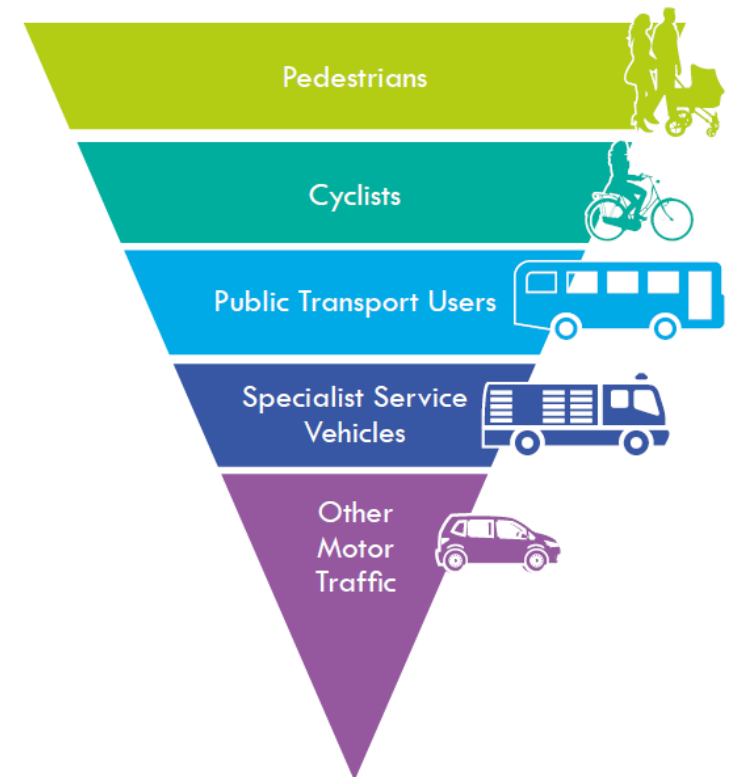 Pedestrians
Cyclists
Public Transport Users
Specialist Service
Vehicles
Other
Motor
Traffic